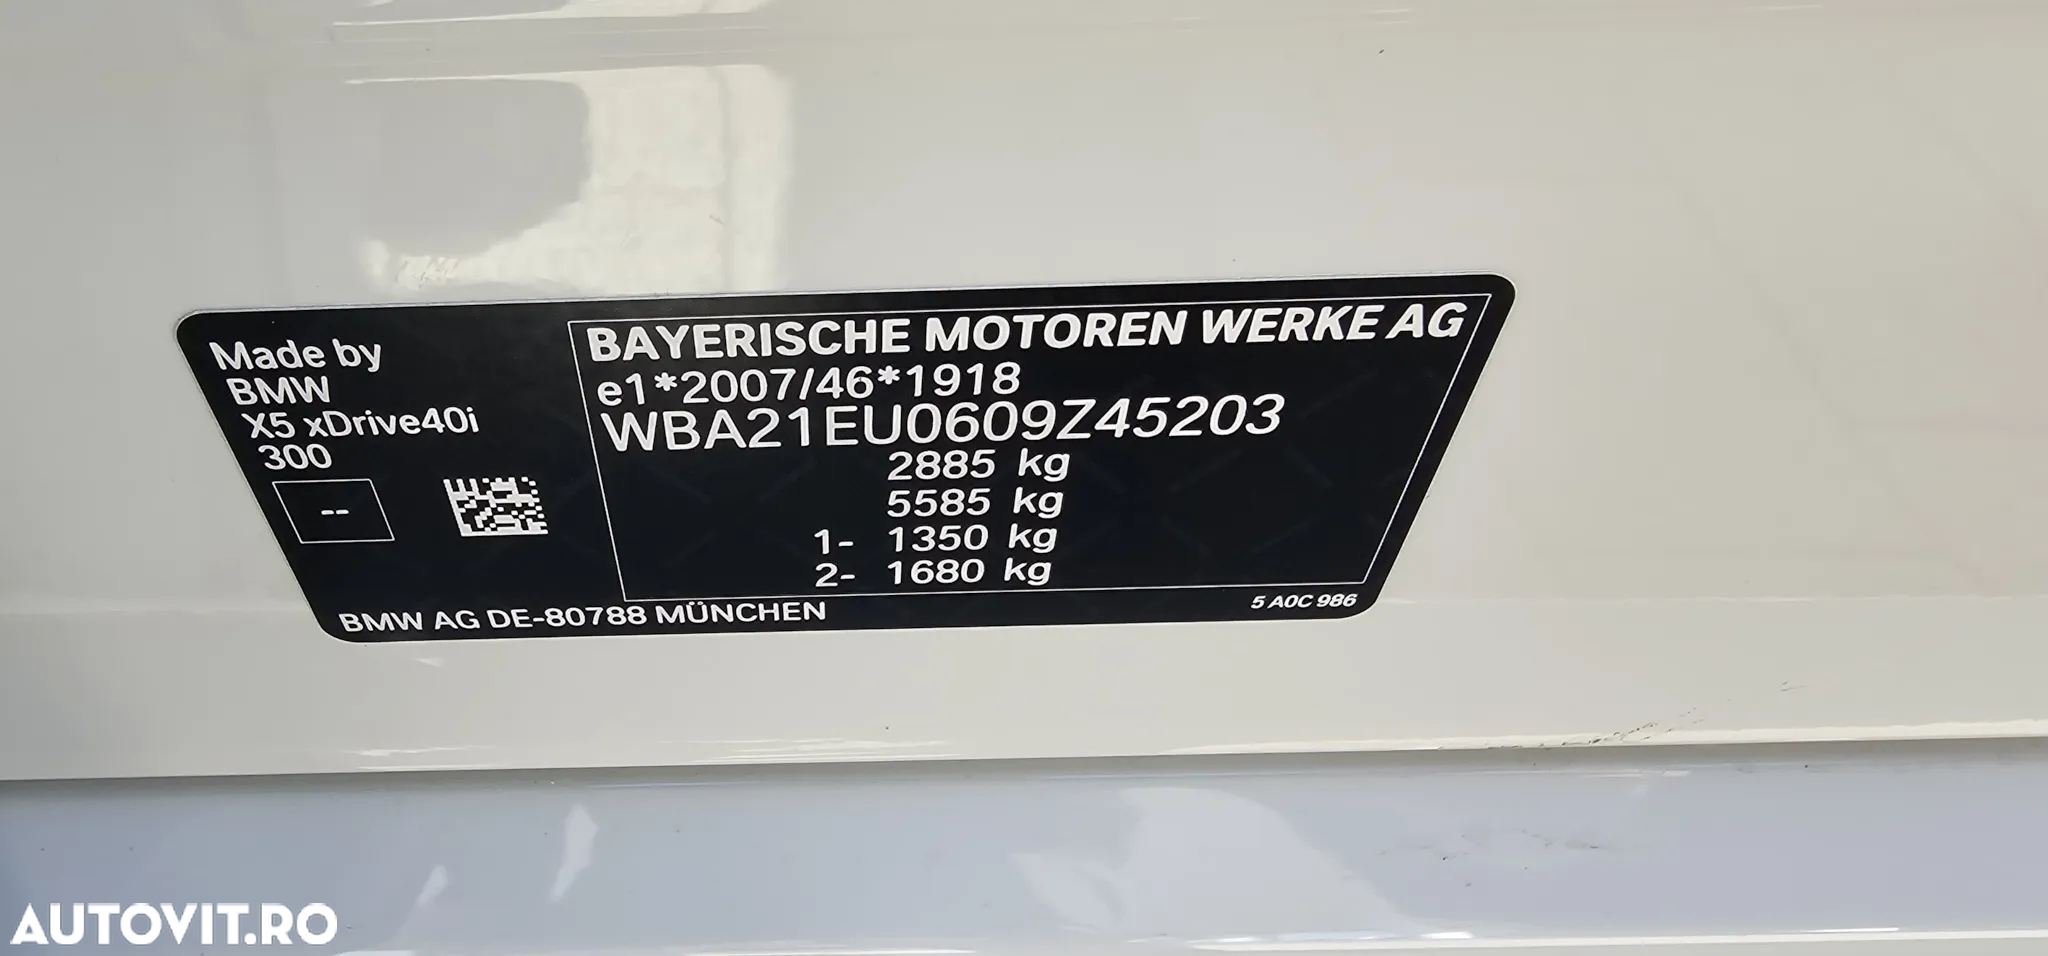 Made by
BMW
X5 xDrive40i
300
--
BAYERISCHE MOTOREN WERKE AG
e1*2007/46*1918
WBA21EU0609Z45203
2885 kg
5585 kg
1- 1350 kg
2- 1680 kg
BMW AG DE-80788 MÜNCHEN
5 A0C 986
AUTOVIT.RO